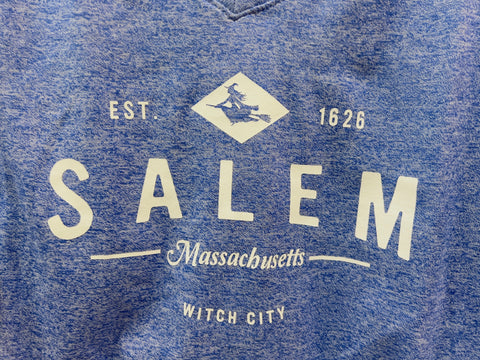 EST. 1626
SALEM
Massachusetts
WITCH CITY